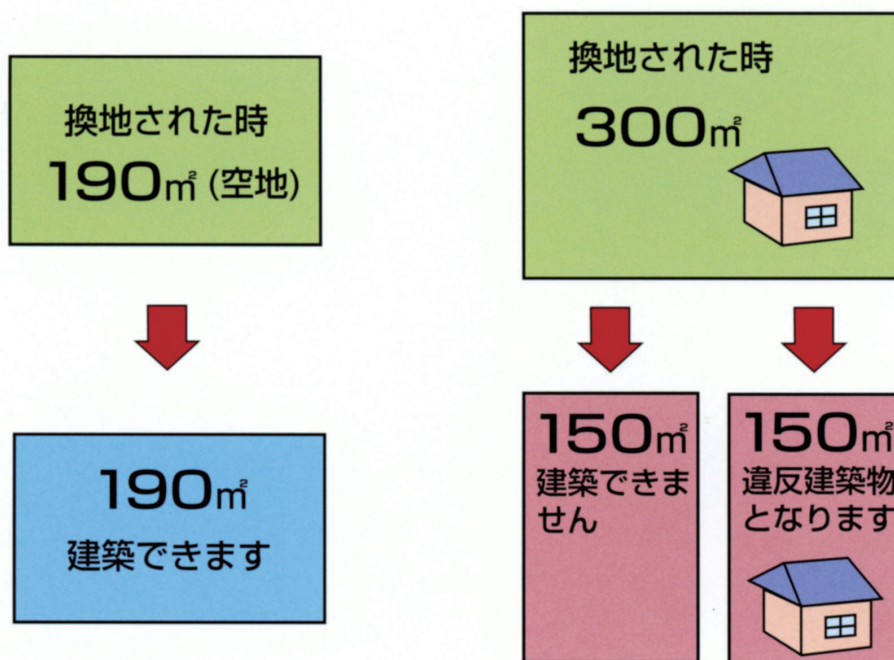 換地された時
190㎡(空地)
190㎡
建築できます
換地された時
300㎡
150㎡
建築できま
せん
150㎡
違反建築物
となります